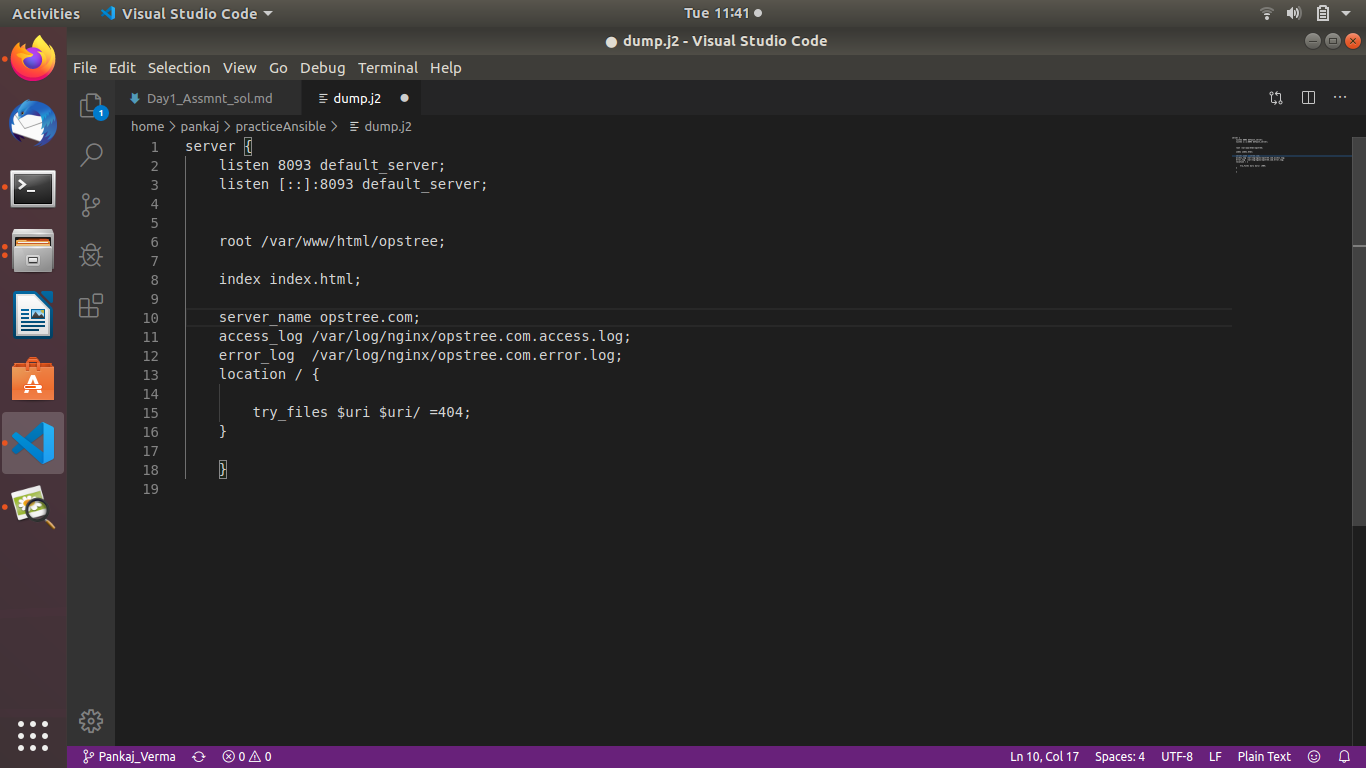 Activities Visual Studio Code Tue 11:41
dump.j2 - Visual Studio Code
File Edit Selection View Go Debug Terminal Help
1
Day1_Assmnt_sol.md dump.j2
home pankaj practiceAnsible dump.j2
1 server {
2 listen 8093 default_server;
3 listen [::]:8093 default_server;
4
5
6 root /var/www/html/opstree;
7
8 index index.html;
9
10 server_name opstree.com;
11 access_log /var/log/nginx/opstree.com.access.log;
12 error_log  /var/log/nginx/opstree.com.error.log;
13 location / {
14
15 try_files $uri $uri/ =404;
16 }
17
18 }
19
Pankaj_Verma 0 0 Ln 10, Col 17 Spaces: 4 UTF-8 LF Plain Text